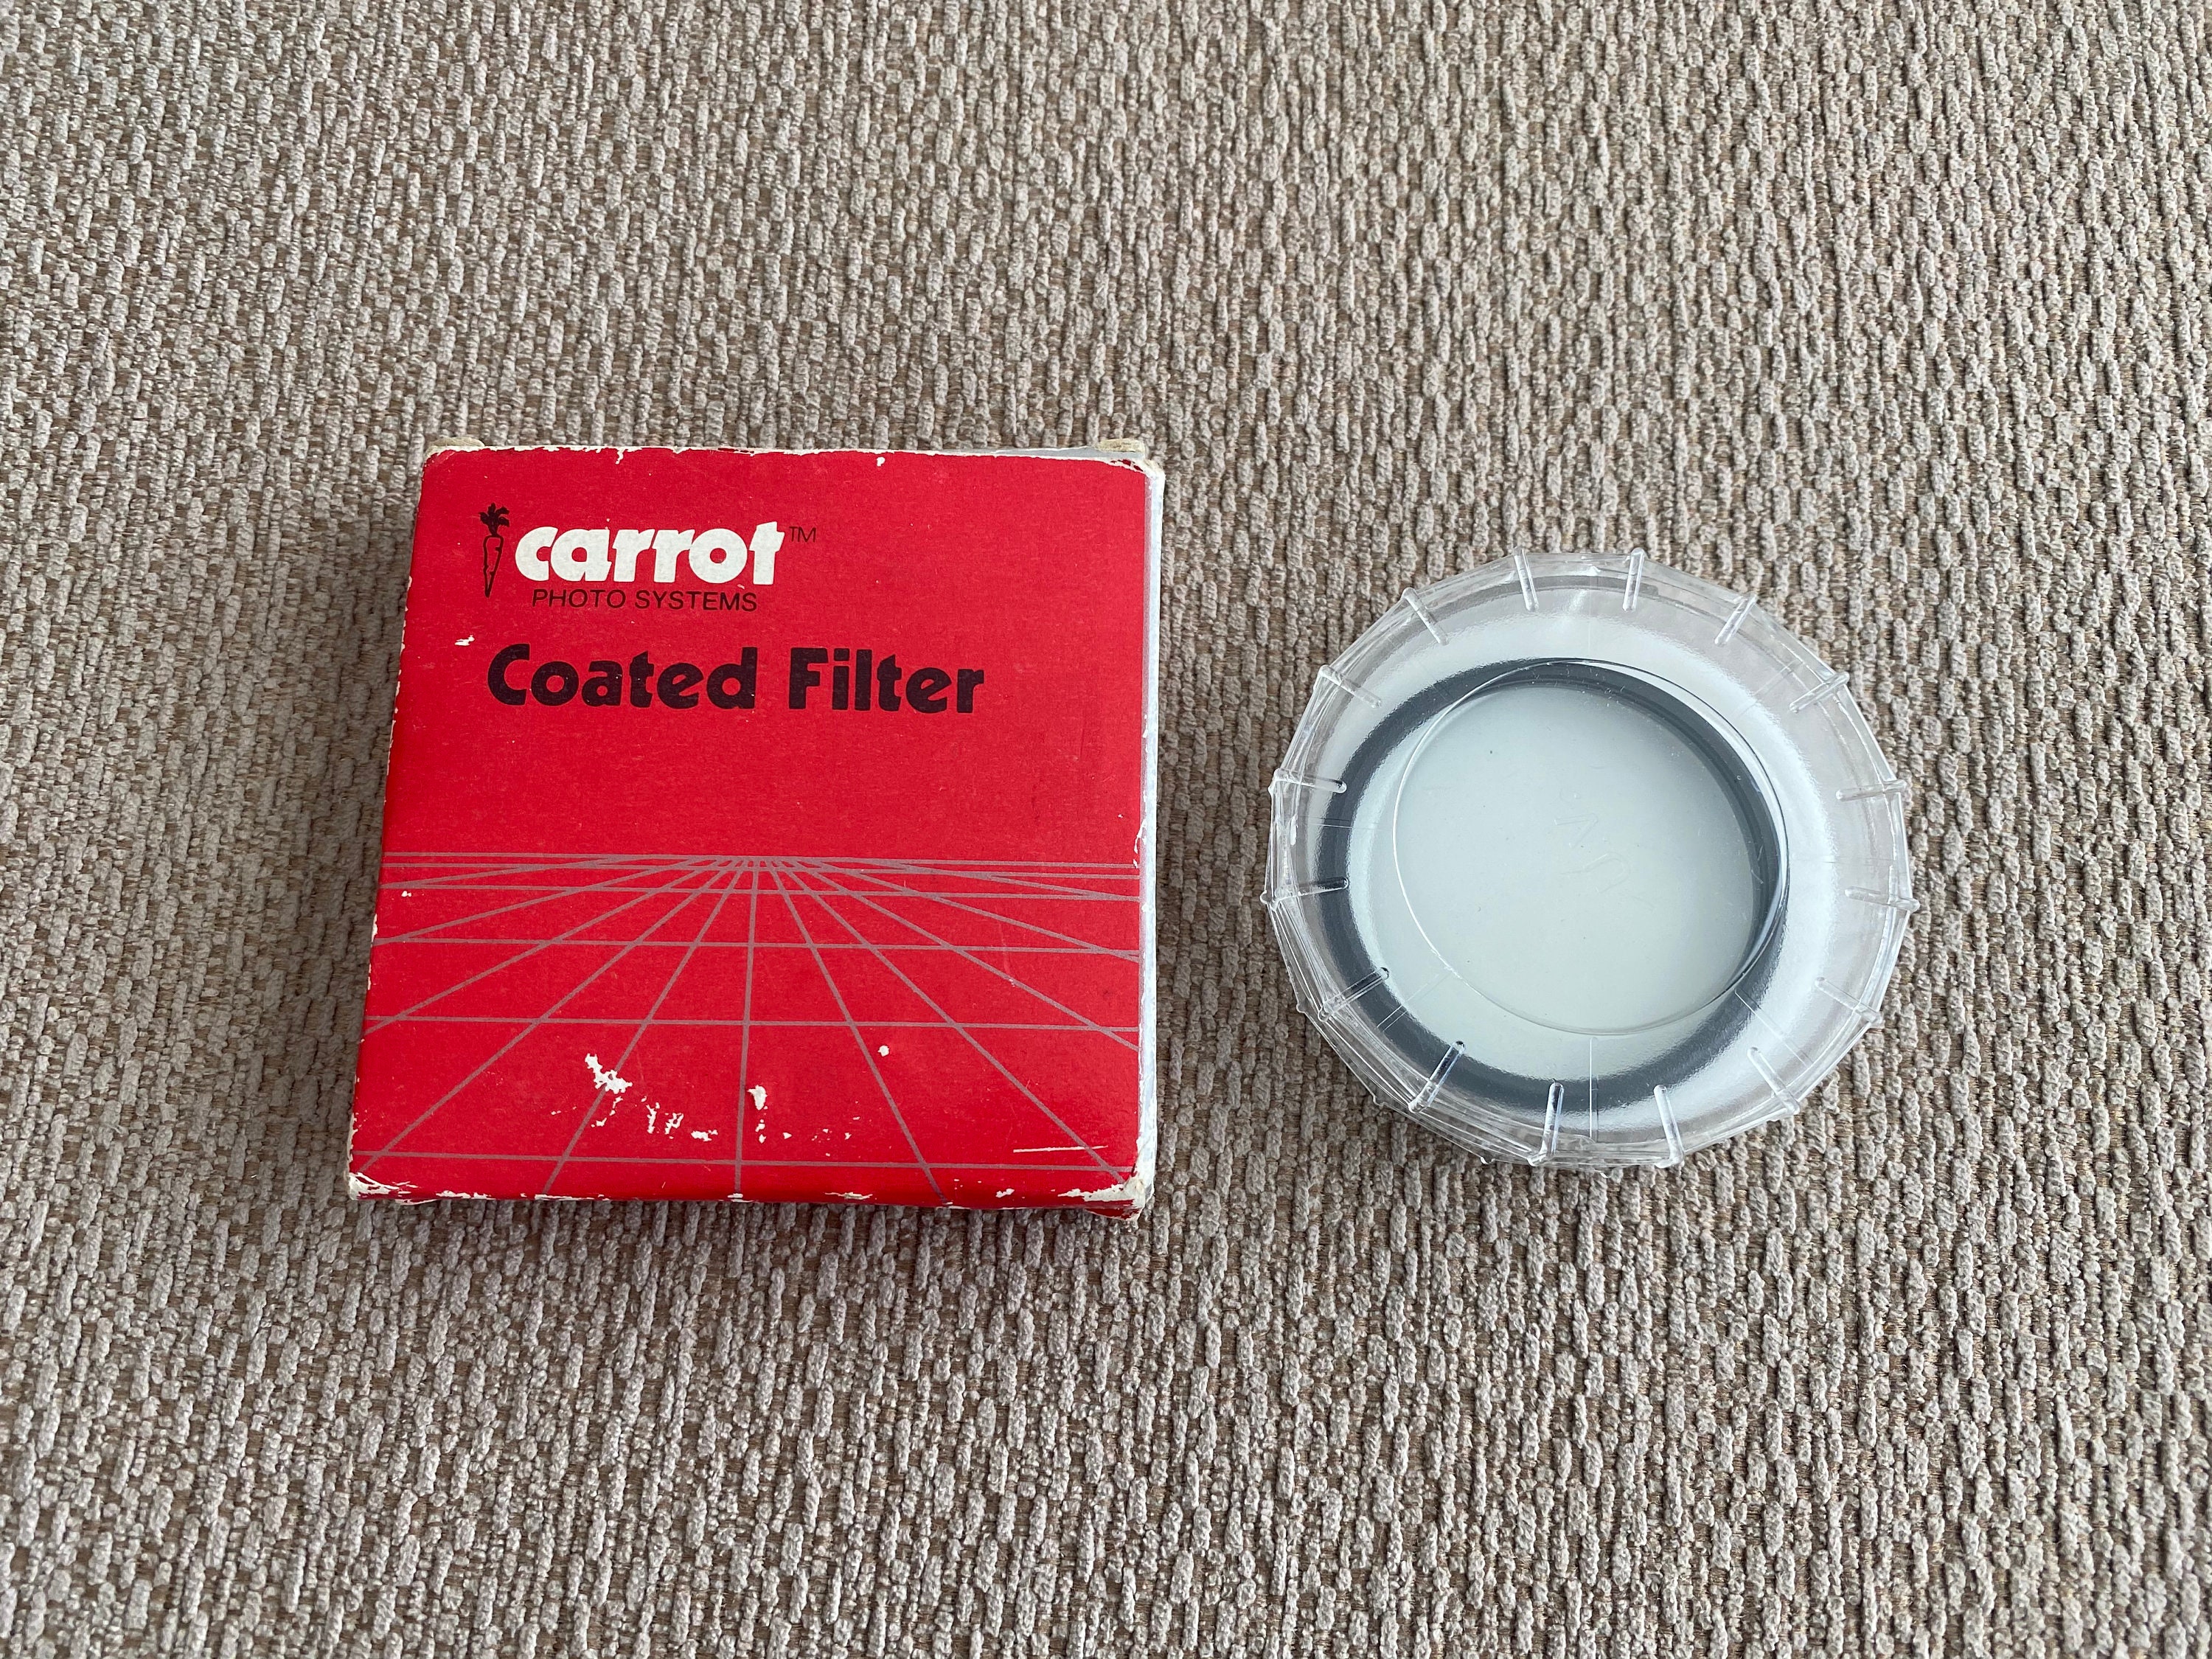 carrot™
PHOTO SYSTEMS
Coated Filter